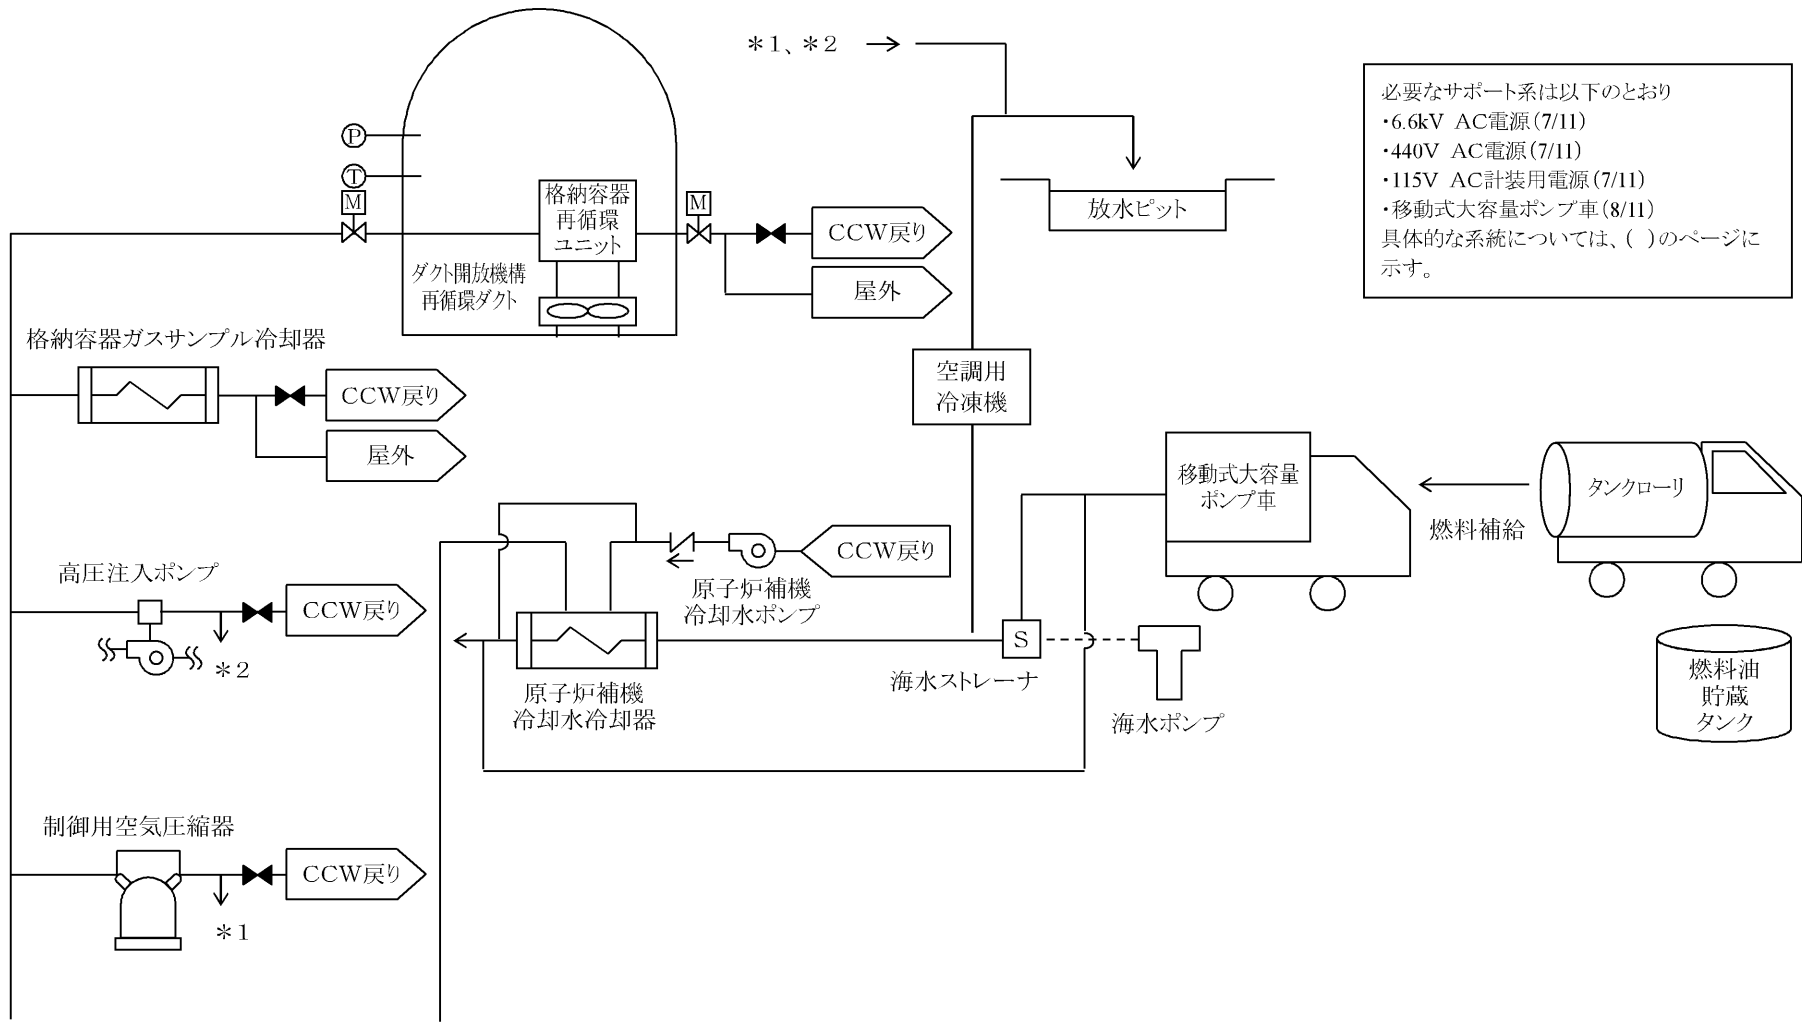 ＊１、＊２
必要なサポート系は以下のとおり
・6.6kV AC電源(7/11)
・440V AC電源(7/11)
・115V AC計装用電源(7/11)
・移動式大容量ポンプ車(8/11)
具体的な系統については、( )のページに
示す。
P
T
M
格納容器
再循環
ユニット
M
CCW戻り
屋外
放水ピット
ダクト開放機構
再循環ダクト
格納容器ガスサンプル冷却器
CCW戻り
屋外
空調用
冷凍機
移動式大容量
ポンプ車
タンクローリ
燃料補給
高圧注入ポンプ
CCW戻り
＊２
CCW戻り
原子炉補機
冷却水ポンプ
S
海水ストレーナ
原子炉補機
冷却水冷却器
海水ポンプ
燃料油
貯蔵
タンク
制御用空気圧縮器
CCW戻り
＊１